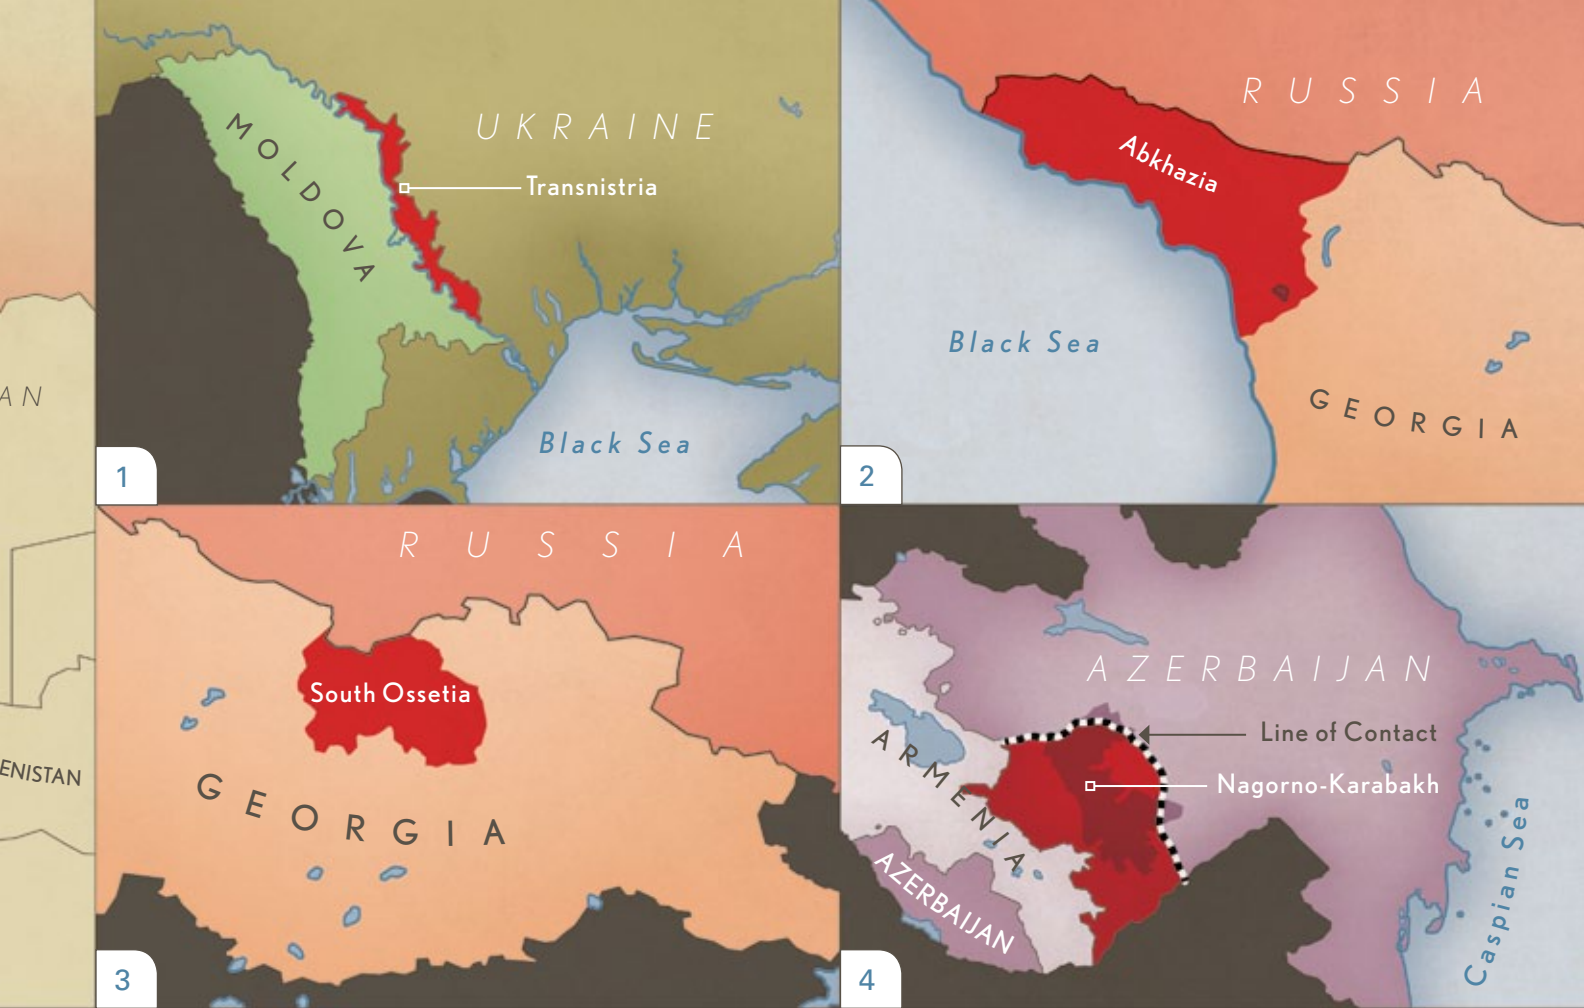 AN
ENISTAN
MOLDOVA
UKRAINE
Transnistria
Black Sea
1
RUSSIA
Abkhazia
Black Sea
GEORGIA
2
RUSSIA
South Ossetia
GEORGIA
3
AZERBAIJAN
Line of Contact
ARMENIA
Nagorno-Karabakh
AZERBAIJAN
Caspian Sea
4